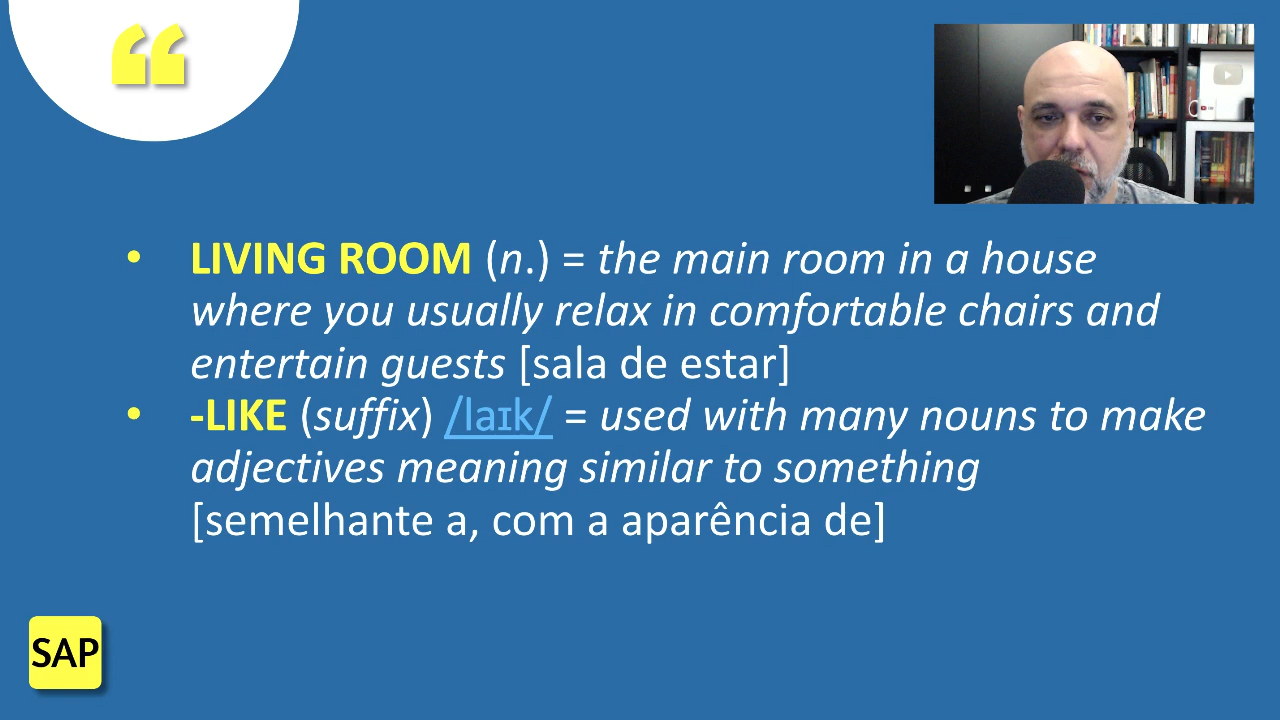 “
• LIVING ROOM (n.) = the main room in a house
where you usually relax in comfortable chairs and
entertain guests [sala de estar]
• -LIKE (suffix) /laɪk/ = used with many nouns to make
adjectives meaning similar to something
[semelhante a, com a aparência de]
SAP